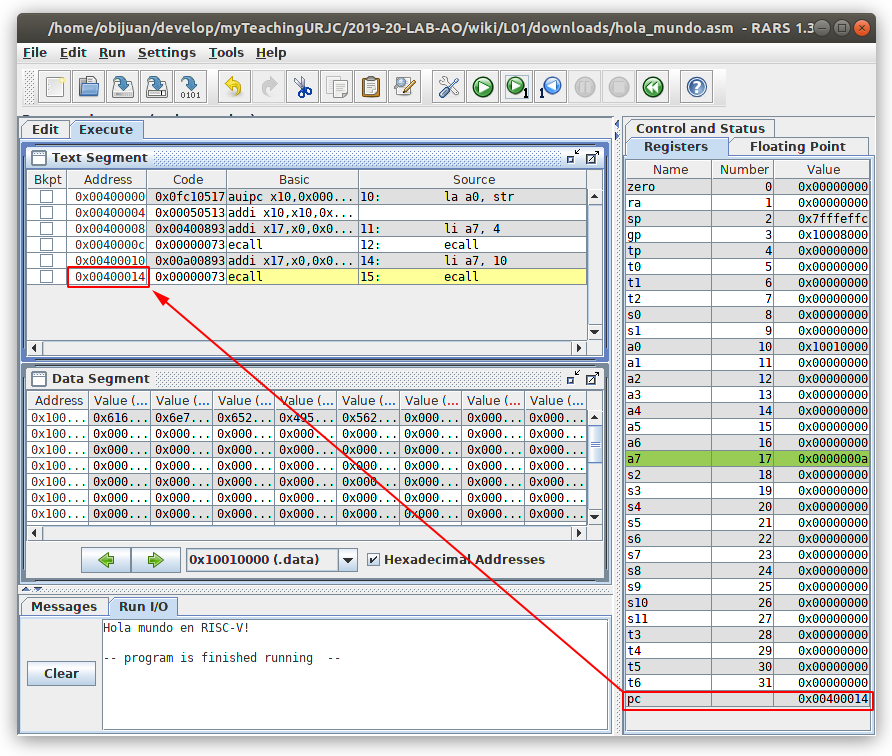 /home/obijuan/develop/myTeachingURJC/2019-20-LAB-AO/wiki/L01/downloads/hola_mundo.asm - RARS 1.3
File Edit Run Settings Tools Help
Edit Execute
Text Segment
Bkpt Address Code Basic Source
0x00400000 0x0fc10517 auipc x10,0x000... 10: la a0, str
0x00400004 0x00050513 addi x10,x10,0x...
0x00400008 0x00400893 addi x17,x0,0x0... 11: li a7, 4
0x0040000c 0x00000073 ecall 12: ecall
0x00400010 0x00a00893 addi x17,x0,0x0... 14: li a7, 10
0x00400014 0x00000073 ecall 15: ecall
Data Segment
Address Value (... Value (... Value (... Value (... Value (... Value (... Value (... Value (...
0x100... 0x616... 0x6e7... 0x652... 0x495... 0x562... 0x000... 0x000 0x000...
0x100... 0x000... 0x000... 0x000... 0x000... 0x000... 0x000... 0x000... 0x000...
0x100... 0x000... 0x000... 0x000... 0x000... 0x000... 0x000... 0x000... 0x000...
0x100... 0x000... 0x000... 0x000... 0x000... 0x000... 0x000... 0x000... 0x000...
0x100... 0x000... 0x000... 0x000... 0x000... 0x000... 0x000... 0x000... 0x000...
0x100... 0x000... 0x000... 0x000... 0x000... 0x000... 0x000... 0x000... 0x000...
0x100... 0x000... 0x000... 0x000... 0x000... 0x000... 0x000... 0x000... 0x000...
0x10010000 (.data) Hexadecimal Addresses
Messages Run I/O
Clear
Hola mundo en RISC-V!
-- program is finished running --
Control and Status
Registers Floating Point
Name Number Value
zero 0 0x00000000
ra 1 0x00000000
sp 2 0x7fffeffc
gp 3 0x10008000
tp 4 0x00000000
t0 5 0x00000000
t1 6 0x00000000
t2 7 0x00000000
s0 8 0x00000000
s1 9 0x00000000
a0 10 0x10010000
a1 11 0x00000000
a2 12 0x00000000
a3 13 0x00000000
a4 14 0x00000000
a5 15 0x00000000
a6 16 0x00000000
a7 17 0x0000000a
s2 18 0x00000000
s3 19 0x00000000
s4 20 0x00000000
s5 21 0x00000000
s6 22 0x00000000
s7 23 0x00000000
s8 24 0x00000000
s9 25 0x00000000
s10 26 0x00000000
s11 27 0x00000000
t3 28 0x00000000
t4 29 0x00000000
t5 30 0x00000000
t6 31 0x00000000
pc 0x00400014